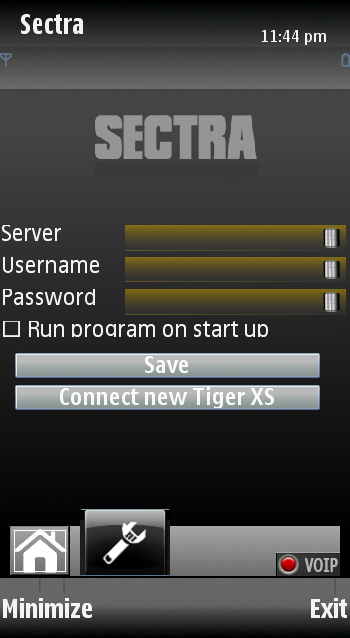 Sectra
11:44 pm
SECTRA
Server
Username
Password
Run program on start up
Save
Connect new Tiger XS
VOIP
Minimize Exit